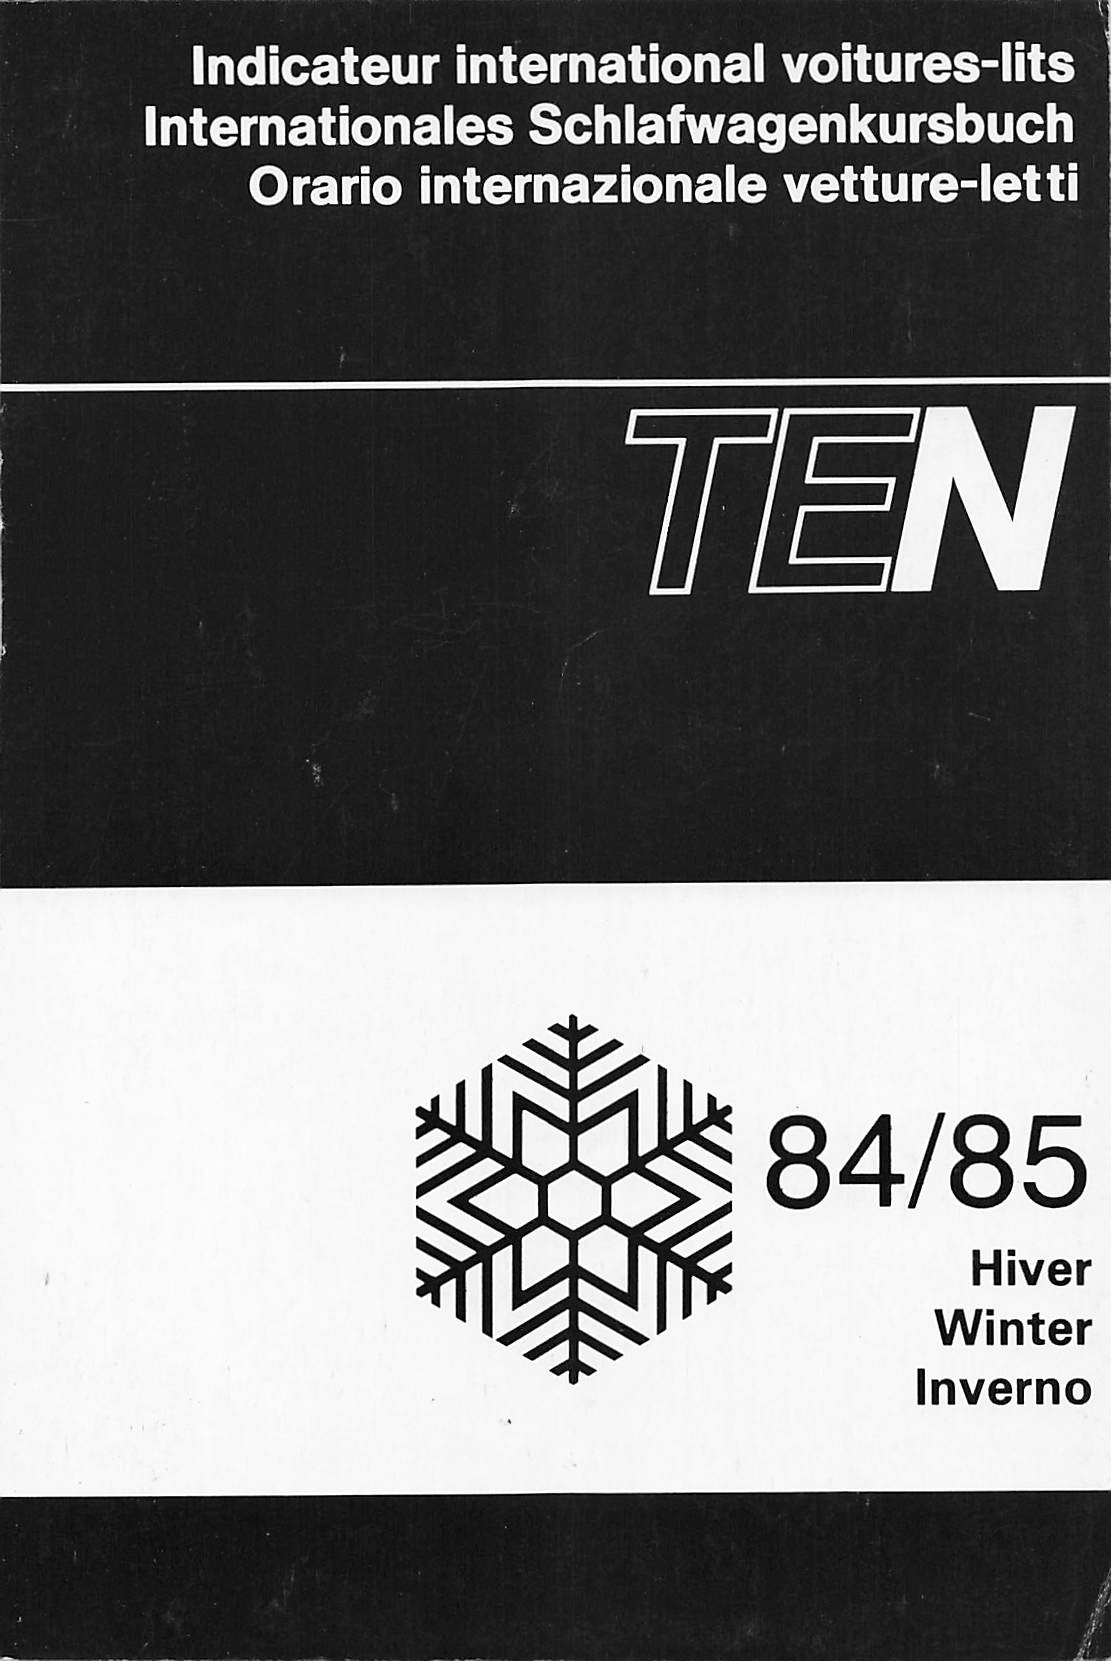 Indicateur international voitures-lits
Internationales Schlafwagenkursbuch
Orario internazionale vetture-letti
TEN
84/85
Hiver
Winter
Inverno